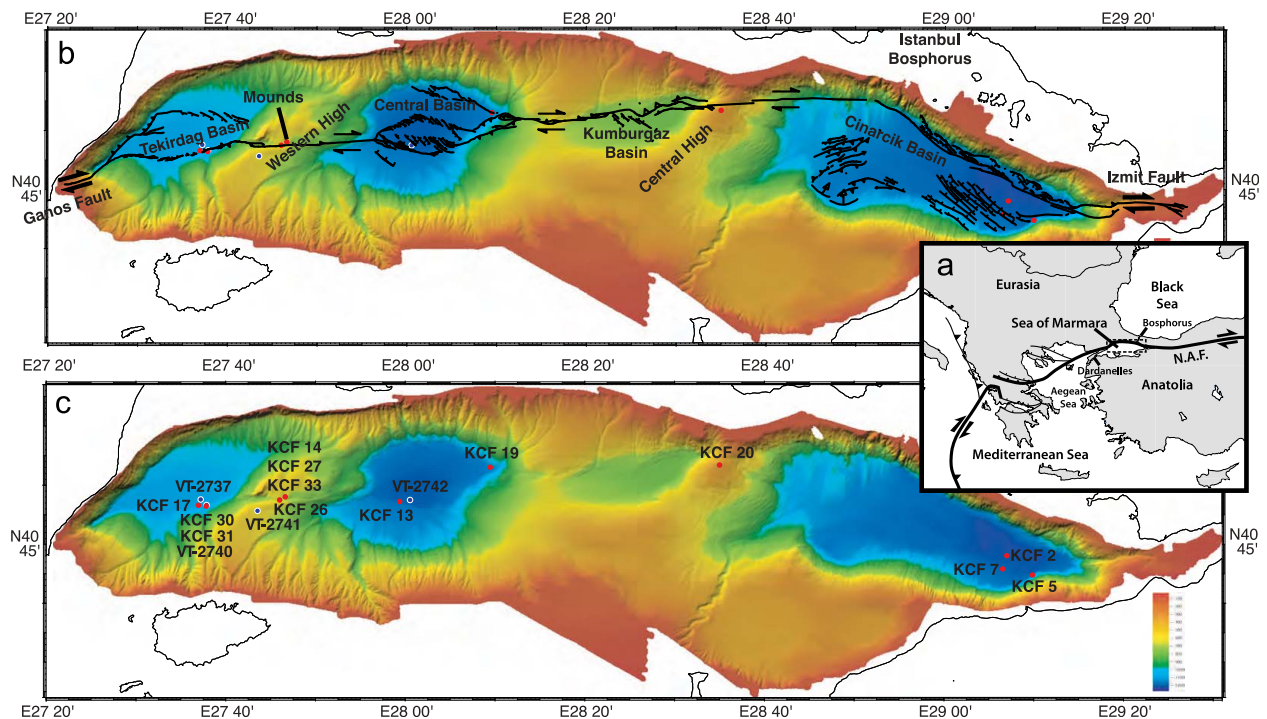 E27 20'
E27 40'
E28 00'
E28 20'
E28 40'
E29 00'
E29 20'
b
Istanbul
Bosphorus
Mounds
Central Basin
Tekirdag Basin
Western High
Kumburgaz
Basin
Central High
Cinarcik Basin
Izmit Fault
Ganos Fault
N40
45'
N40
45'
a
Eurasia
Black
Sea
Sea of Marmara
Bosphorus
N.A.F.
Dardanelles
Aegean
Sea
Anatolia
Mediterranean Sea
E27 20'
E27 40'
E28 00'
E28 20'
E28 40'
c
KCF 14
KCF 27
KCF 33
KCF 26
VT-2737
KCF 17
KCF 30
KCF 31
VT-2740
VT-2741
KCF 19
VT-2742
KCF 13
KCF 20
KCF 2
KCF 7
KCF 5
N40
45'
N40
45'
E27 20'
E27 40'
E28 00'
E28 20'
E28 40'
E29 00'
E29 20'